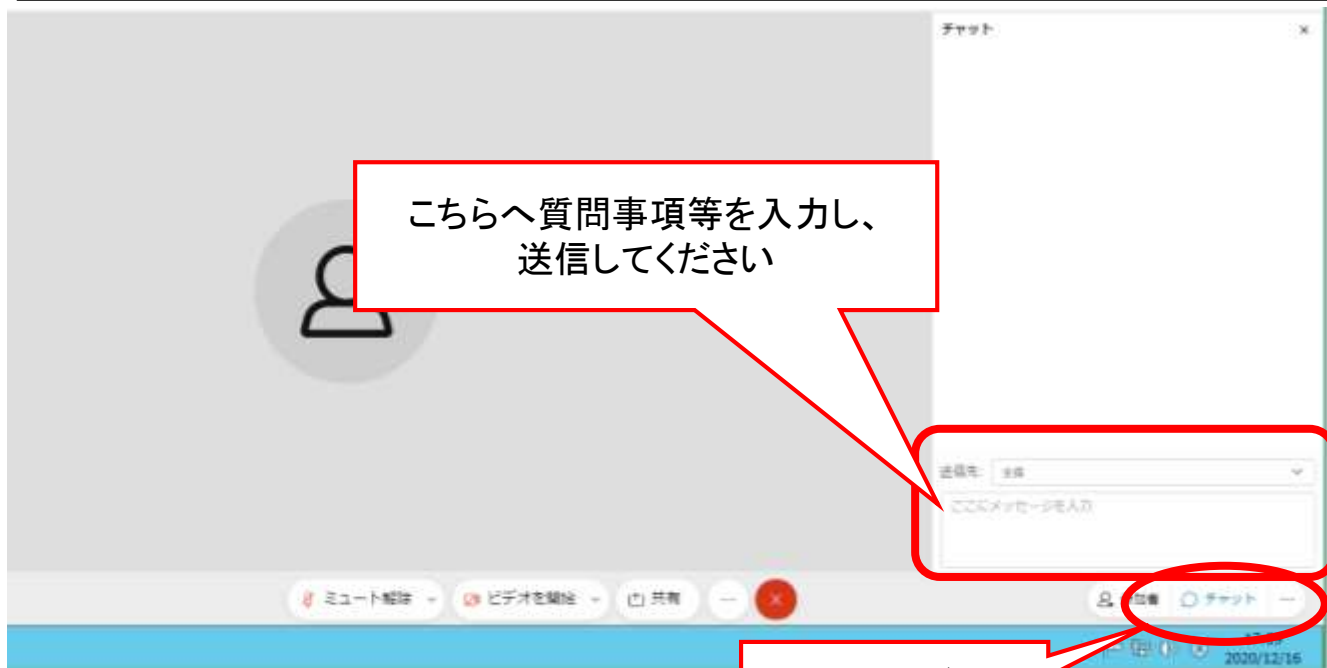 チャット
こちらへ質問事項等を入力し、
送信してください
送信先: 全員
ここにメッセージを入力
ミュート解除
ビデオを開始
共有
チャット
2020/12/16